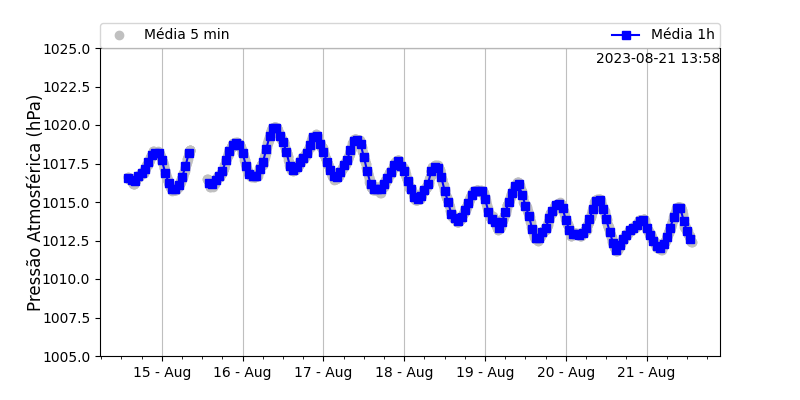 Média 5 min
Média 1h
2023-08-21 13:58
Pressão Atmosférica (hPa)
1025.0
1022.5
1020.0
1017.5
1015.0
1012.5
1010.0
1007.5
1005.0
15 - Aug
16 - Aug
17 - Aug
18 - Aug
19 - Aug
20 - Aug
21 - Aug